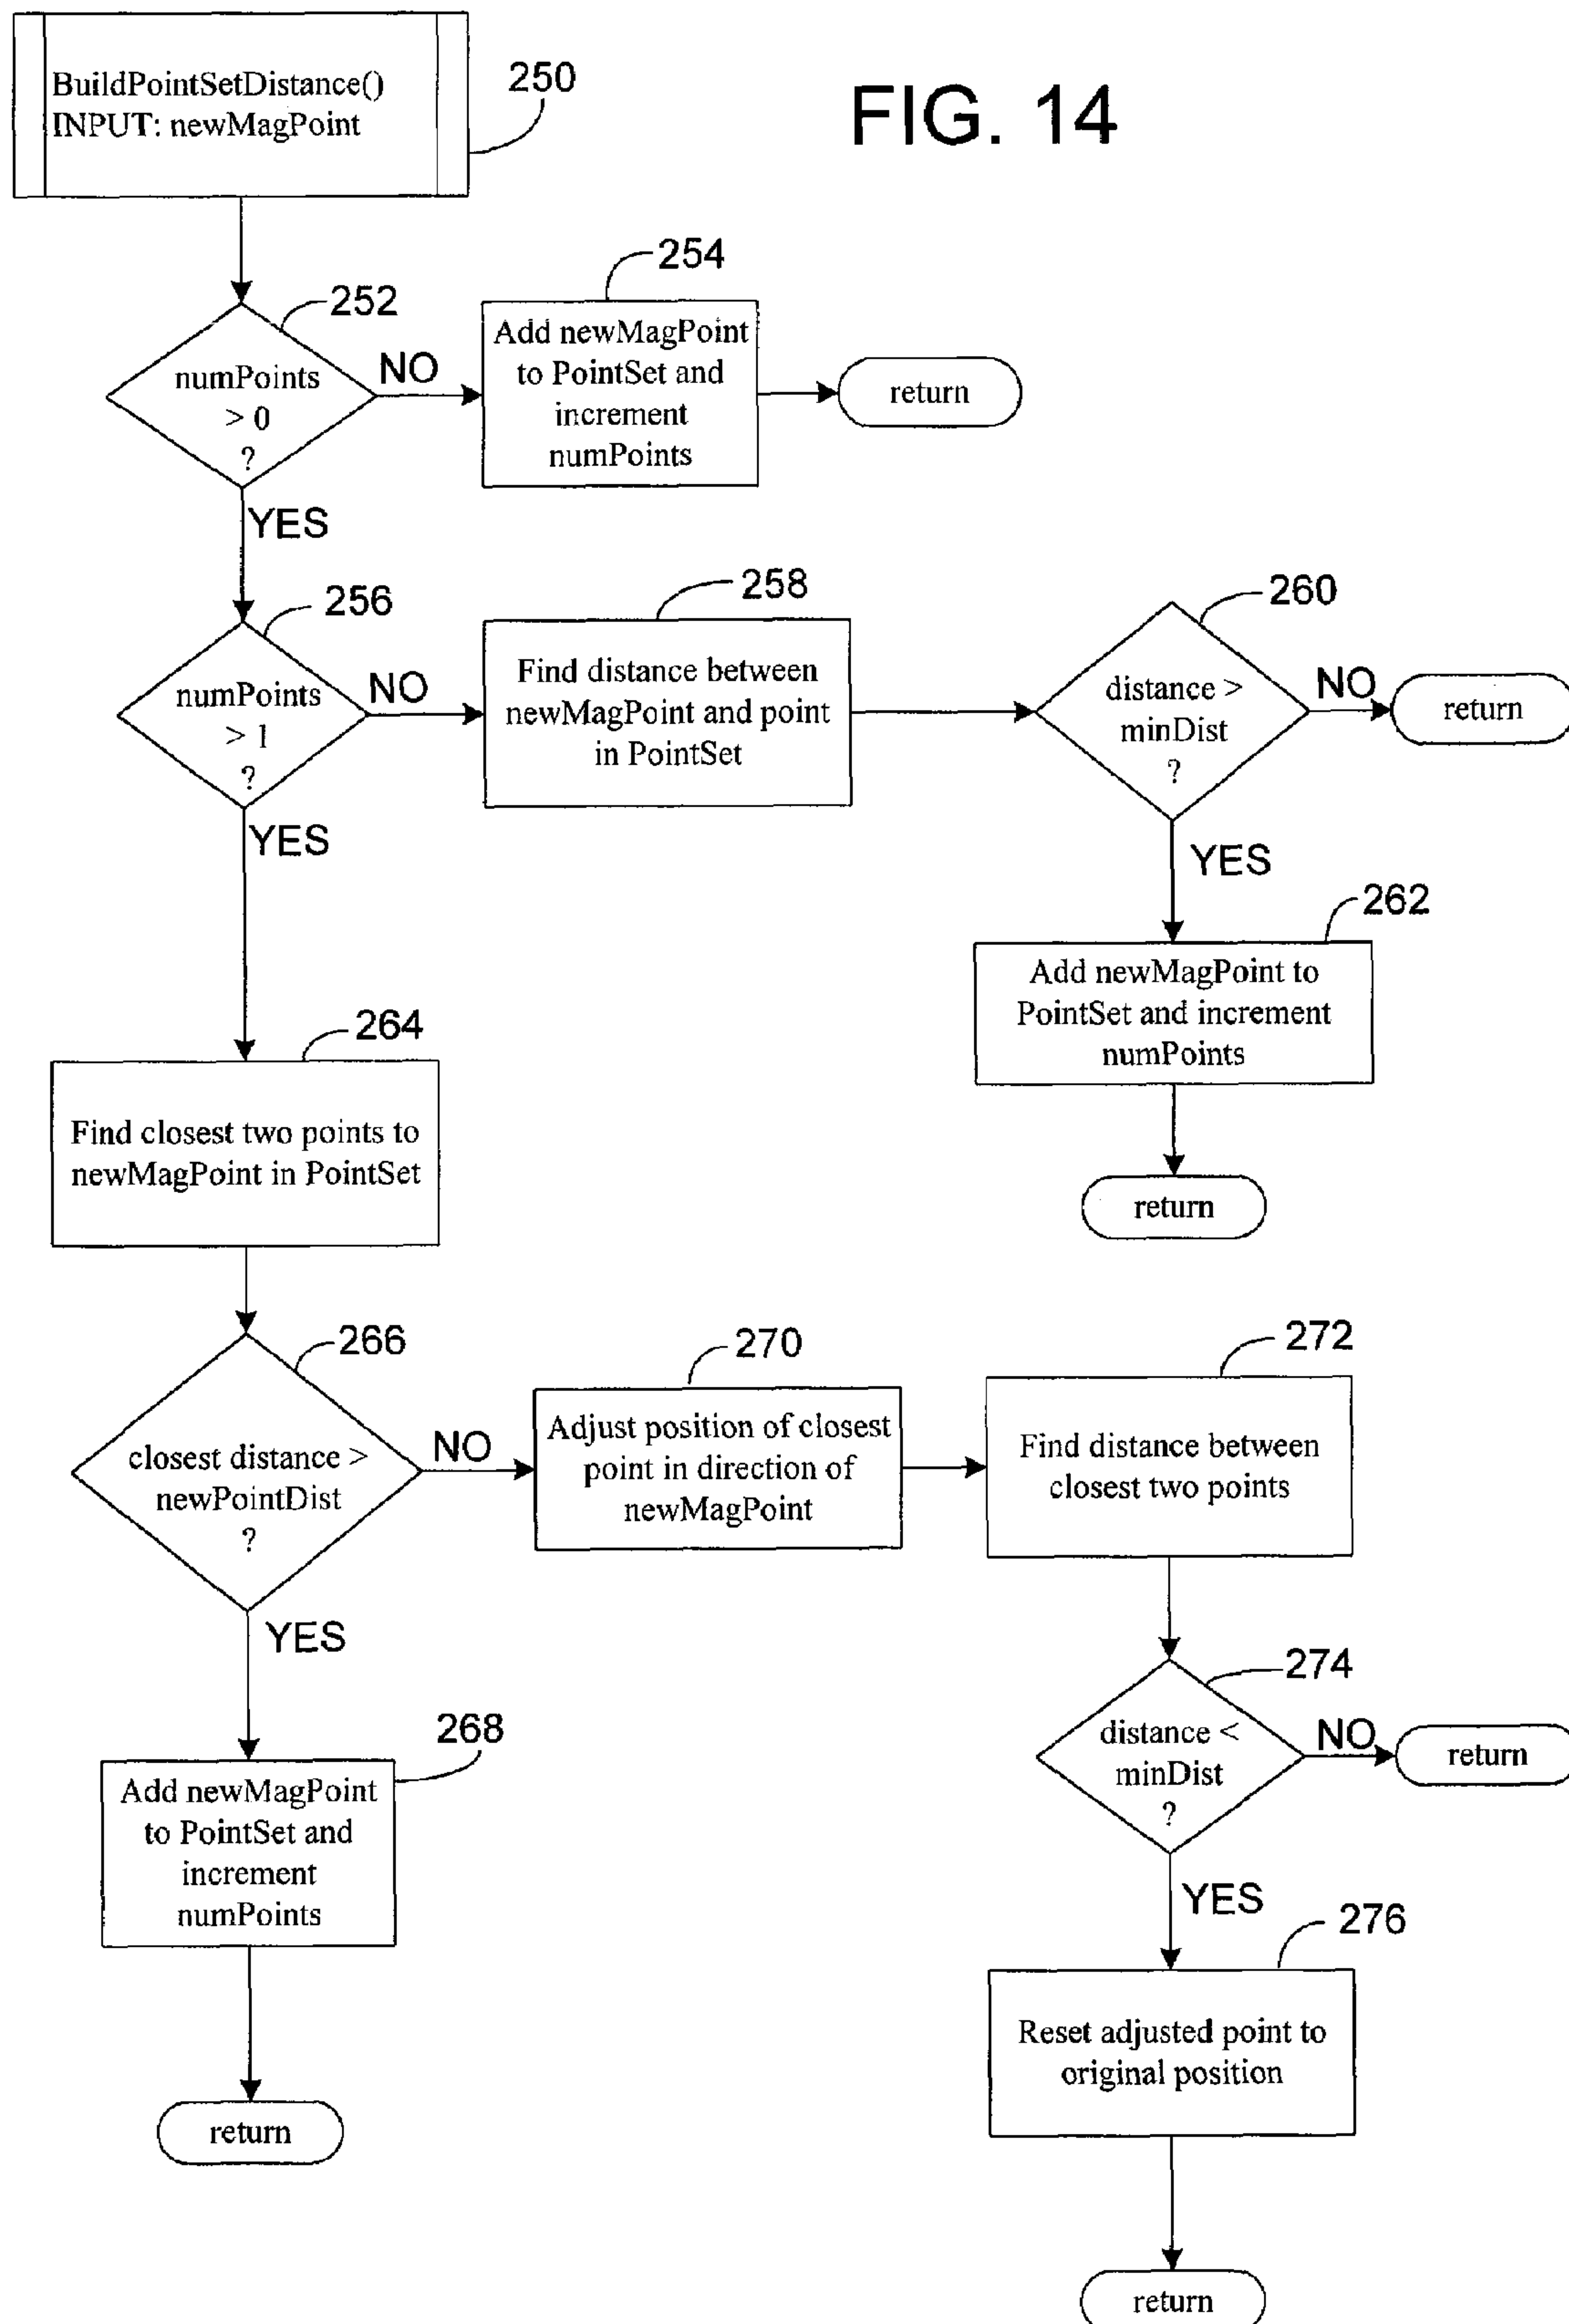 FIG. 14
BuildPointSetDistance()
INPUT: newMagPoint
250
252
numPoints
> 0
?
NO
254
Add newMagPoint
to PointSet and
increment
numPoints
return
YES
256
numPoints
> 1
?
NO
258
Find distance between
newMagPoint and point
in PointSet
260
distance >
minDist
?
NO
return
YES
262
Add newMagPoint to
PointSet and increment
numPoints
return
YES
264
Find closest two points to
newMagPoint in PointSet
266
closest distance >
newPointDist
?
NO
270
Adjust position of closest
point in direction of
newMagPoint
272
Find distance between
closest two points
274
distance <
minDist
?
NO
return
YES
276
Reset adjusted point to
original position
return
YES
268
Add newMagPoint
to PointSet and
increment
numPoints
return